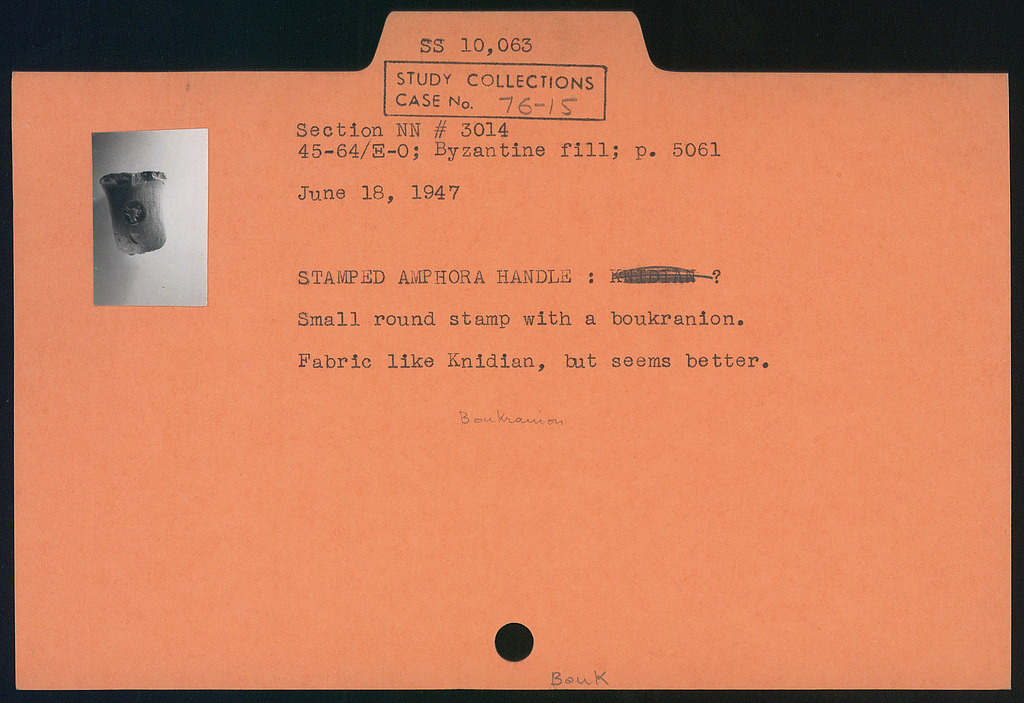 SS 10,063
STUDY COLLECTIONS
CASE No. 76-15
Section NN # 3014
45-64/E-O; Byzantine fill; p. 5061
June 18, 1947
STAMPED AMPHORA HANDLE : KNIDIAN ?
Small round stamp with a boukranion.
Fabric like Knidian, but seems better.
Boukranion
Bouk